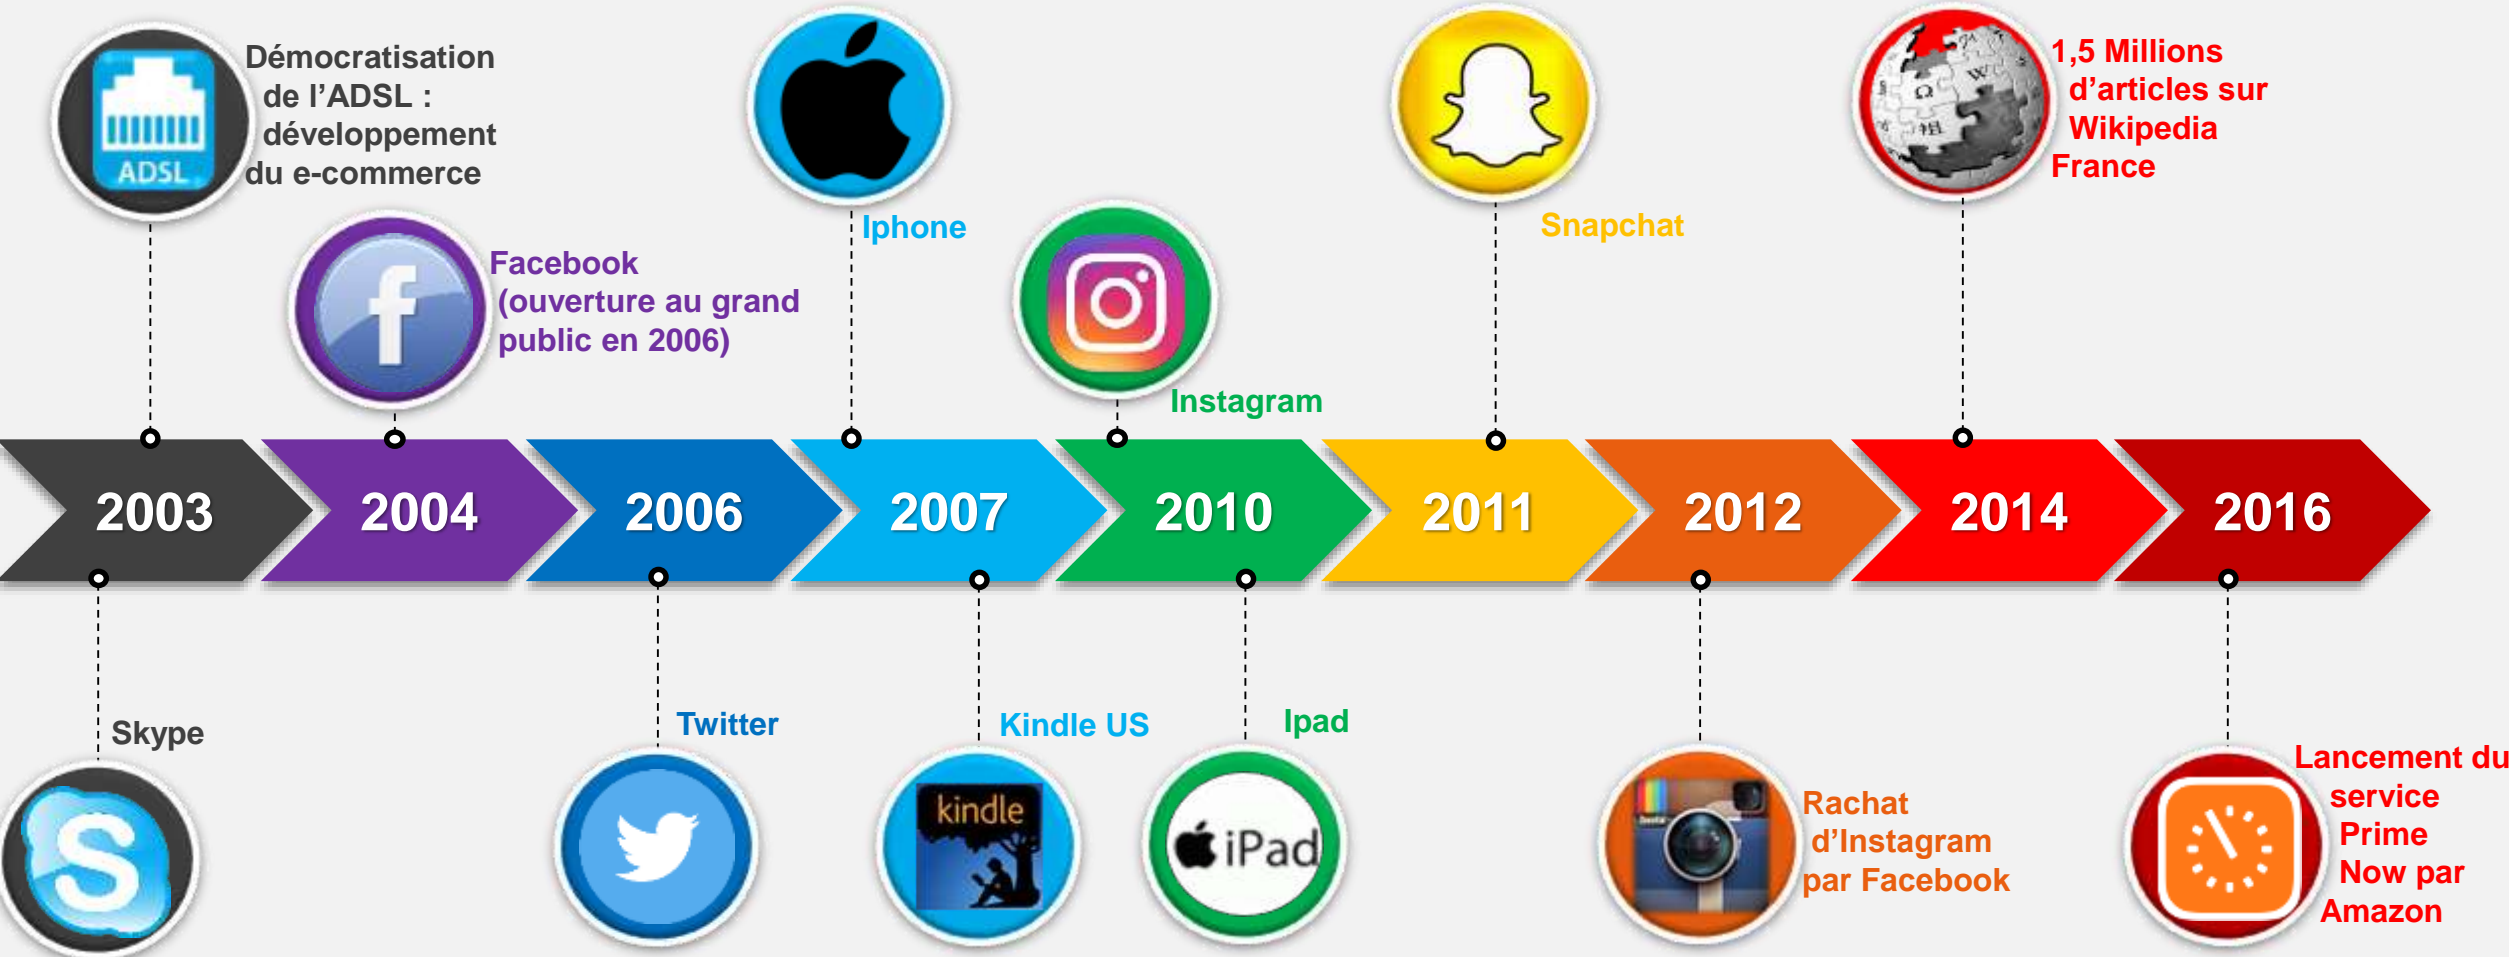 Démocratisation
de l’ADSL :
développement
du e-commerce
ADSL
Facebook
(ouverture au grand
public en 2006)
Iphone
Instagram
Snapchat
1,5 Millions
d’articles sur
Wikipedia
France
W
Ω
2003
2004
2006
2007
2010
2011
2012
2014
2016
Skype
S
Twitter
Kindle US
kindle
Ipad
iPad
Rachat
d'Instagram
par Facebook
Lancement du
service
Prime
Now par
Amazon